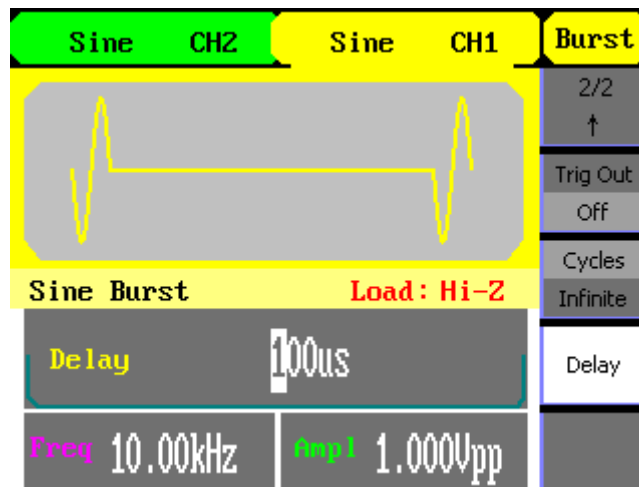 Sine CH2 Sine CH1 Burst
2/2
↑
Trig Out
Off
Cycles
Infinite
Delay
Sine Burst Load: Hi-Z
Delay 100us
Freq 10.00kHz Ampl 1.000Vpp